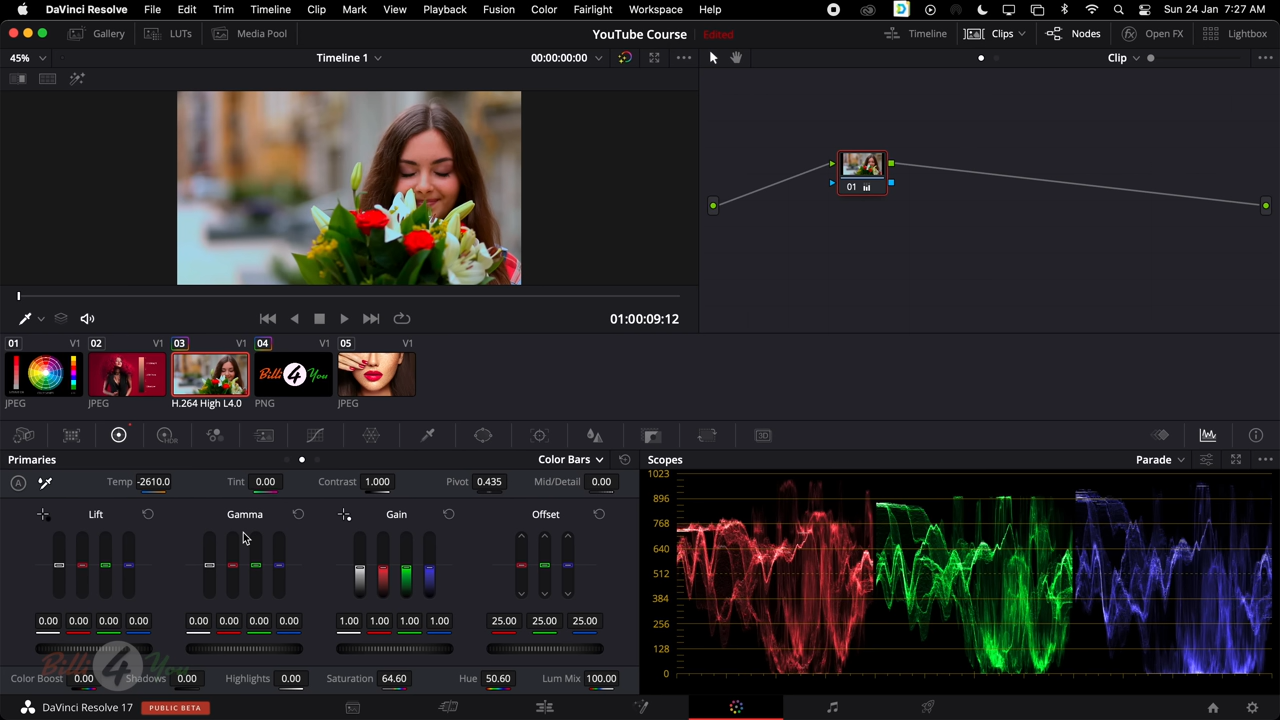 DaVinci Resolve File Edit Trim Timeline Clip Mark View Playback Fusion Color Fairlight Workspace Help Sun 24 Jan 7:27 AM
Gallery LUTs Media Pool YouTube Course Edited Timeline Clips Nodes Open FX Lightbox
45% Timeline 1 00:00:00:00 Clip
01
01:00:09:12
01 V1 02 V1 03 V1 04 V1 05 V1
Billi 4 You
JPEG JPEG H.264 High L4.0 PNG JPEG
HDR 3D
Primaries Color Bars Scopes Parade
A Temp -2610.0 Tint 0.00 Contrast 1.000 Pivot 0.435 Mid/Detail 0.00
Lift Gamma Gain Offset
0.00 0.00 0.00 0.00 0.00 0.00 0.00 0.00 1.00 1.00 1.00 1.00 25.00 25.00 25.00
1023
896
768
640
512
384
256
128
0
Billi 4 You
Color Boost 0.00 Shadows 0.00 Highlights 0.00 Saturation 64.60 Hue 50.60 Lum Mix 100.00
DaVinci Resolve 17 PUBLIC BETA